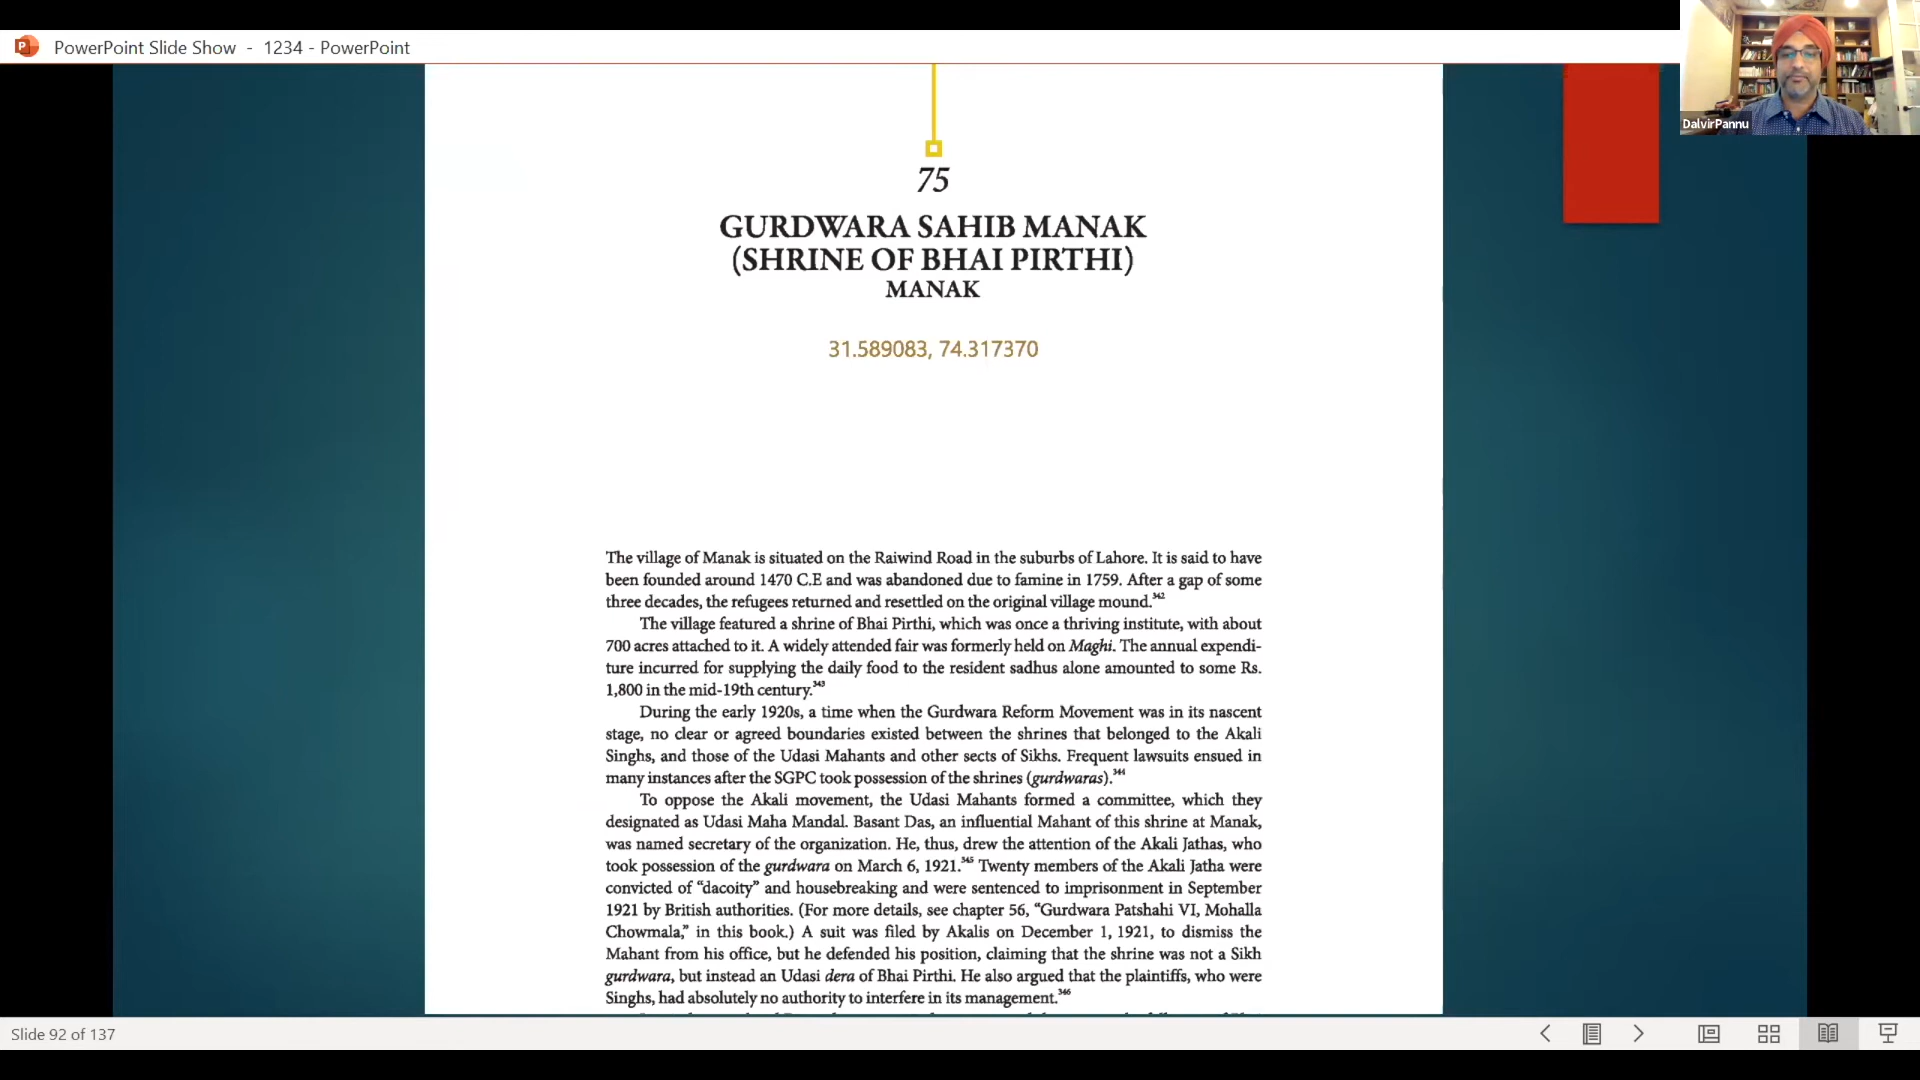 PowerPoint Slide Show - 1234 - PowerPoint
DalvirPannu
75
GURDWARA SAHIB MANAK
(SHRINE OF BHAI PIRTHI)
MANAK
31.589083, 74.317370
The village of Manak is situated on the Raiwind Road in the suburbs of Lahore. It is said to have
been founded around 1470 C.E and was abandoned due to famine in 1759. After a gap of some
three decades, the refugees returned and resettled on the original village mound.342
The village featured a shrine of Bhai Pirthi, which was once a thriving institute, with about
700 acres attached to it. A widely attended fair was formerly held on Maghi. The annual expendi-
ture incurred for supplying the daily food to the resident sadhus alone amounted to some Rs.
1,800 in the mid-19th century.343
During the early 1920s, a time when the Gurdwara Reform Movement was in its nascent
stage, no clear or agreed boundaries existed between the shrines that belonged to the Akali
Singhs, and those of the Udasi Mahants and other sects of Sikhs. Frequent lawsuits ensued in
many instances after the SGPC took possession of the shrines (gurdwaras).344
To oppose the Akali movement, the Udasi Mahants formed a committee, which they
designated as Udasi Maha Mandal. Basant Das, an influential Mahant of this shrine at Manak,
was named secretary of the organization. He, thus, drew the attention of the Akali Jathas, who
took possession of the gurdwara on March 6, 1921.345 Twenty members of the Akali Jatha were
convicted of “dacoity” and housebreaking and were sentenced to imprisonment in September
1921 by British authorities. (For more details, see chapter 56, “Gurdwara Patshahi VI, Mohalla
Chowmala,” in this book.) A suit was filed by Akalis on December 1, 1921, to dismiss the
Mahant from his office, but he defended his position, claiming that the shrine was not a Sikh
gurdwara, but instead an Udasi dera of Bhai Pirthi. He also argued that the plaintiffs, who were
Singhs, had absolutely no authority to interfere in its management.346
Slide 92 of 137